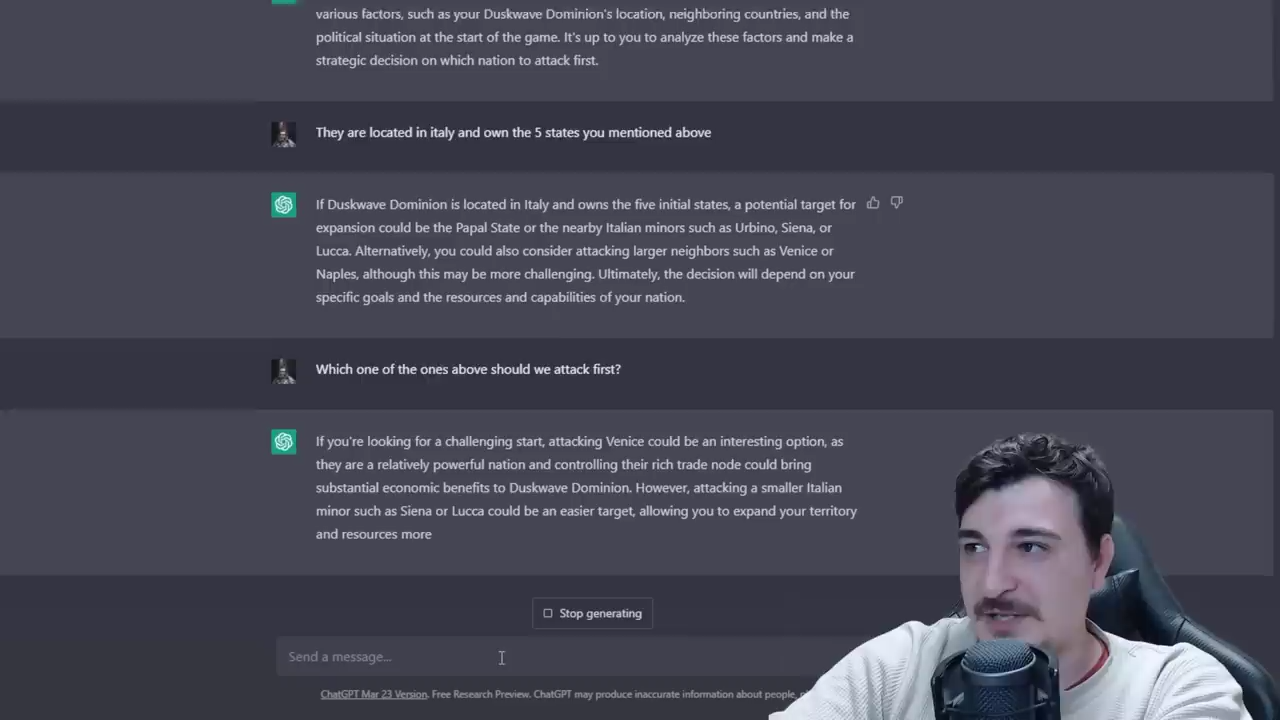 various factors, such as your Duskwave Dominion's location, neighboring countries, and the
political situation at the start of the game. It's up to you to analyze these factors and make a
strategic decision on which nation to attack first.
They are located in italy and own the 5 states you mentioned above
If Duskwave Dominion is located in Italy and owns the five initial states, a potential target for
expansion could be the Papal State or the nearby Italian minors such as Urbino, Siena, or
Lucca. Alternatively, you could also consider attacking larger neighbors such as Venice or
Naples, although this may be more challenging. Ultimately, the decision will depend on your
specific goals and the resources and capabilities of your nation.
Which one of the ones above should we attack first?
If you're looking for a challenging start, attacking Venice could be an interesting option, as
they are a relatively powerful nation and controlling their rich trade node could bring
substantial economic benefits to Duskwave Dominion. However, attacking a smaller Italian
minor such as Siena or Lucca could be an easier target, allowing you to expand your territory
and resources more
Stop generating
Send a message...
ChatGPT Mar 23 Version. Free Research Preview. ChatGPT may produce inaccurate information about people,